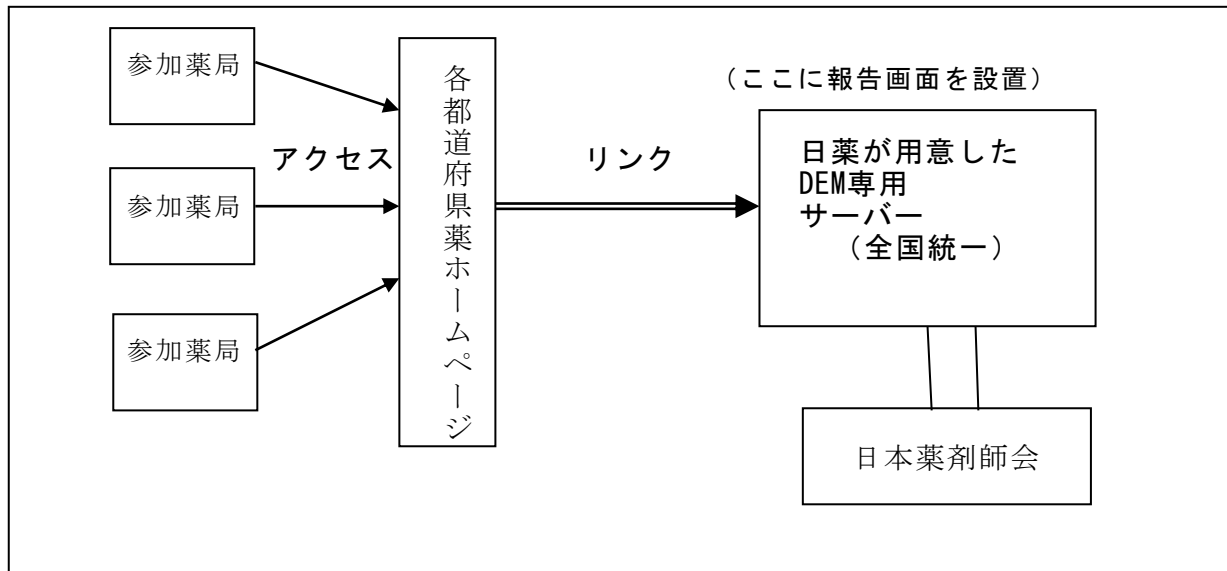 参加薬局
参加薬局
参加薬局
アクセス
各都道府県薬ホームページ
リンク
（ここに報告画面を設置）
日薬が用意した
DEM専用
サーバー
（全国統一）
日本薬剤師会